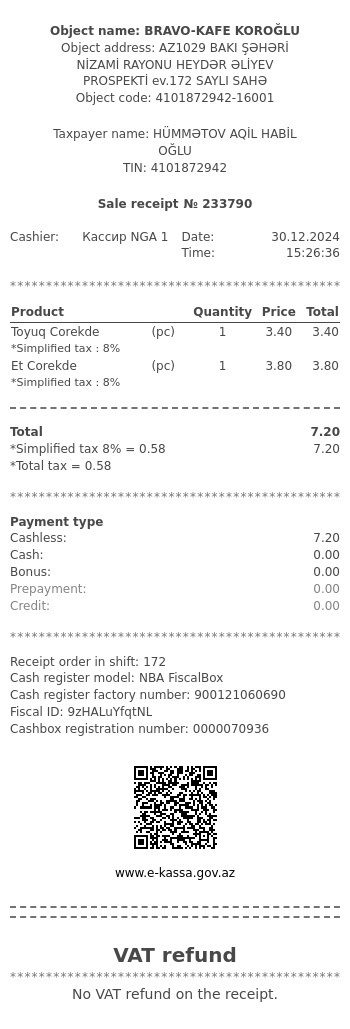 Object name: BRAVO-KAFE KOROĞLU
Object address: AZ1029 BAKI ŞƏHƏRİ
NİZAMİ RAYONU HEYDƏR ƏLİYEV
PROSPEKTİ ev.172 SAYLI SAHƏ
Object code: 4101872942-16001
Taxpayer name: HÜMMƏTOV AQİL HABİL
OĞLU
TIN: 4101872942
Sale receipt № 233790
Cashier: Кассир NGA 1 Date: 30.12.2024
Time: 15:26:36
**********************************************
Product Quantity Price Total
Toyuq Corekde (pc) 1 3.40 3.40
*Simplified tax : 8%
Et Corekde (pc) 1 3.80 3.80
*Simplified tax : 8%
Total 7.20
*Simplified tax 8% = 0.58 7.20
*Total tax = 0.58
**********************************************
Payment type
Cashless: 7.20
Cash: 0.00
Bonus: 0.00
Prepayment: 0.00
Credit: 0.00
**********************************************
Receipt order in shift: 172
Cash register model: NBA FiscalBox
Cash register factory number: 900121060690
Fiscal ID: 9zHALuYfqtNL
Cashbox registration number: 0000070936
www.e-kassa.gov.az
VAT refund
**********************************************
No VAT refund on the receipt.